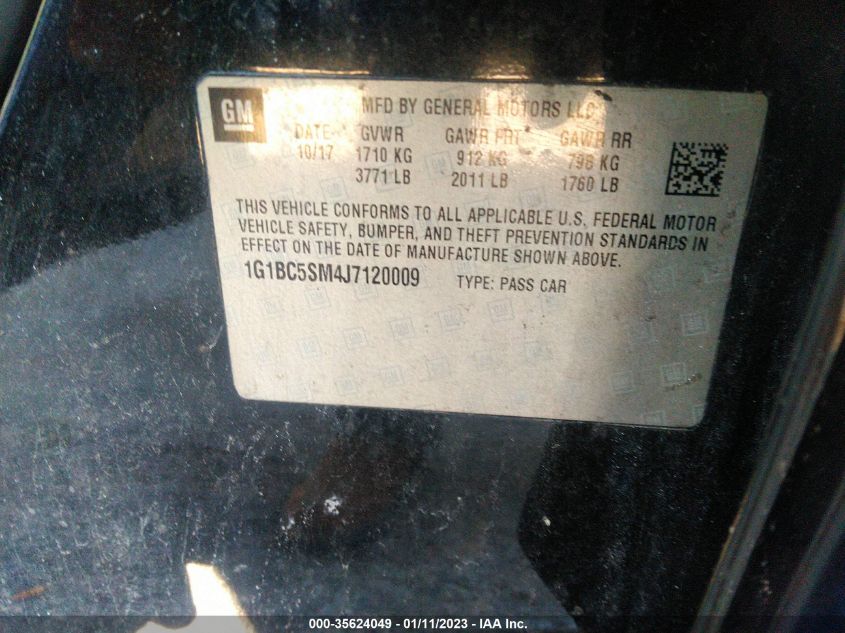 GM
MFD BY GENERAL MOTORS LLC
DATE GVWR GAWR FRT GAWR RR
10/17 1710 KG 912 KG 798 KG
3771 LB 2011 LB 1760 LB
THIS VEHICLE CONFORMS TO ALL APPLICABLE U.S. FEDERAL MOTOR
VEHICLE SAFETY, BUMPER, AND THEFT PREVENTION STANDARDS IN
EFFECT ON THE DATE OF MANUFACTURE SHOWN ABOVE.
1G1BC5SM4J7120009 TYPE: PASS CAR
000-35624049 - 01/11/2023 - IAA Inc.